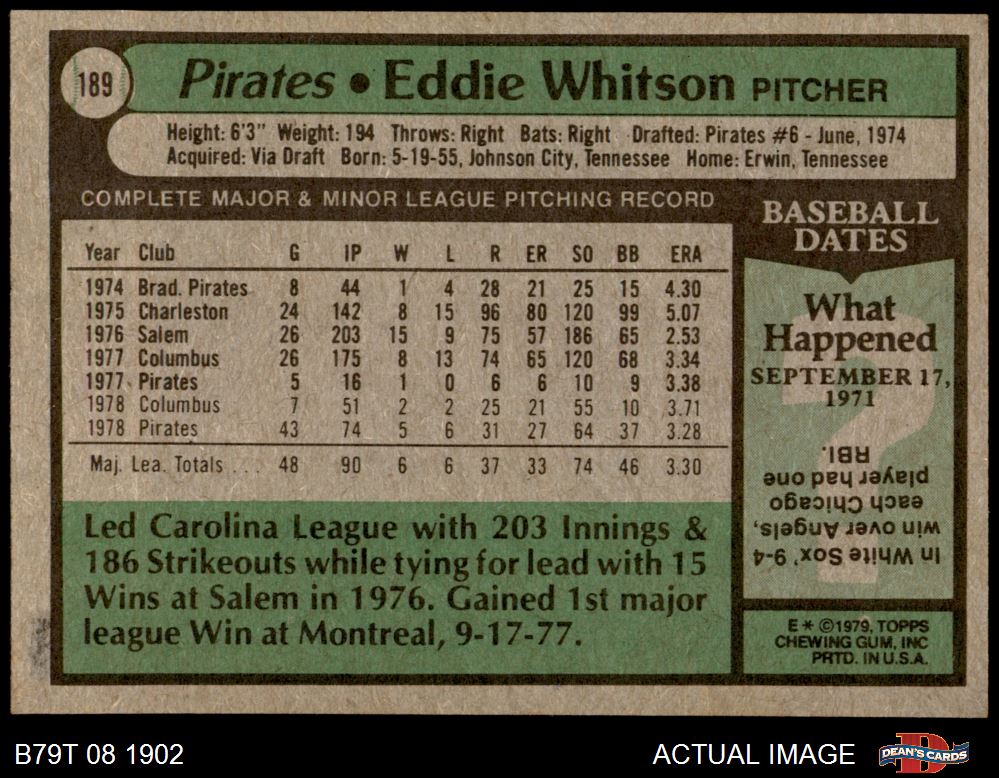 189
Pirates • Eddie Whitson PITCHER
Height: 6'3" Weight: 194 Throws: Right Bats: Right Drafted: Pirates #6 - June, 1974
Acquired: Via Draft Born: 5-19-55, Johnson City, Tennessee Home: Erwin, Tennessee
COMPLETE MAJOR & MINOR LEAGUE PITCHING RECORD
Year Club G IP W L R ER SO BB ERA
1974 Brad. Pirates 8 44 1 4 28 21 25 15 4.30
1975 Charleston 24 142 8 15 96 80 120 99 5.07
1976 Salem 26 203 15 9 75 57 186 65 2.53
1977 Columbus 26 175 8 13 74 65 120 68 3.34
1977 Pirates 5 16 1 0 6 6 10 9 3.38
1978 Columbus 7 51 2 2 25 21 55 10 3.71
1978 Pirates 43 74 5 6 31 27 64 37 3.28
Maj. Lea. Totals ... 48 90 6 6 37 33 74 46 3.30
Led Carolina League with 203 Innings &
186 Strikeouts while tying for lead with 15
Wins at Salem in 1976. Gained 1st major
league Win at Montreal, 9-17-77.
BASEBALL
DATES
What
Happened
SEPTEMBER 17,
1971
?
In White Sox' 9-4
win over Angels,
each Chicago
player had one
RBI.
E * ©1979, TOPPS
CHEWING GUM, INC
PRTD. IN U.S.A.
B79T 08 1902
ACTUAL IMAGE
D
DEAN'S CARDS